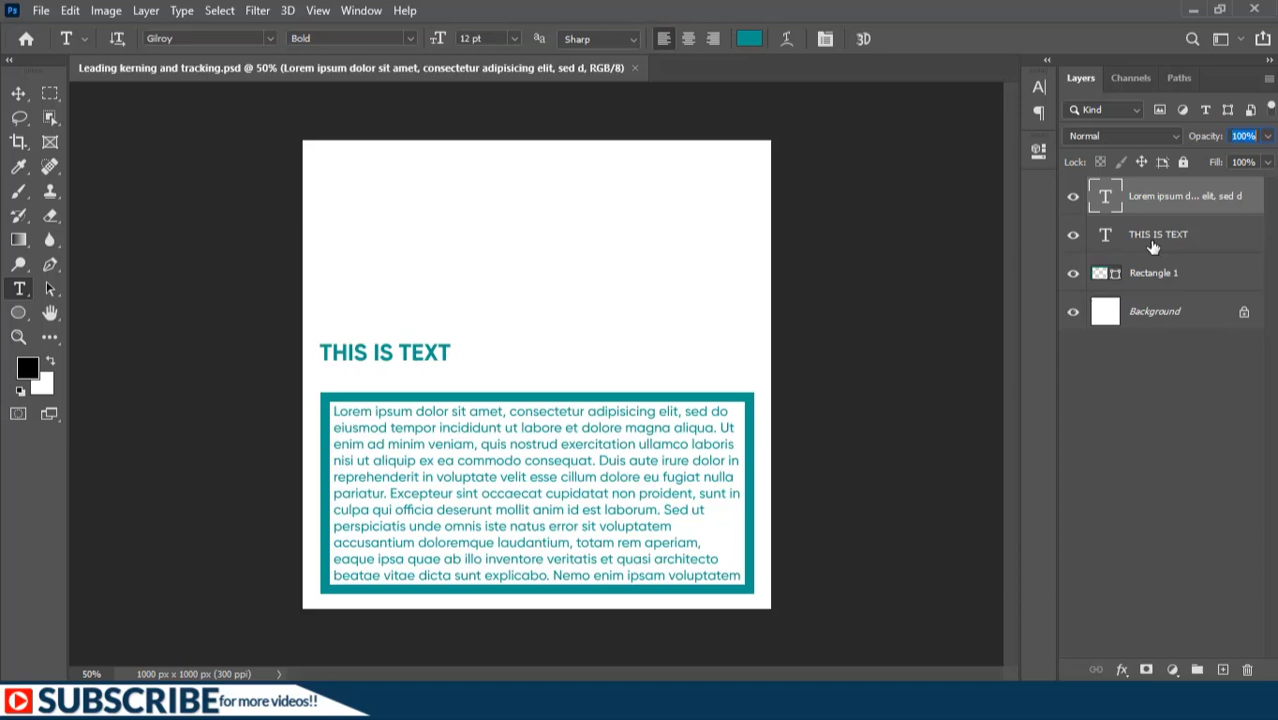 Ps File Edit Image Layer Type Select Filter 3D View Window Help
T Gilroy Bold 12 pt Sharp 3D
Leading kerning and tracking.psd @ 50% (Lorem ipsum dolor sit amet, consectetur adipisicing elit, sed d, RGB/8)
Layers Channels Paths
Kind
Normal Opacity: 100%
Lock: Fill: 100%
Lorem ipsum d... elit, sed d
THIS IS TEXT
Rectangle 1
Background
THIS IS TEXT
Lorem ipsum dolor sit amet, consectetur adipisicing elit, sed do
eiusmod tempor incididunt ut labore et dolore magna aliqua. Ut
enim ad minim veniam, quis nostrud exercitation ullamco laboris
nisi ut aliquip ex ea commodo consequat. Duis aute irure dolor in
reprehenderit in voluptate velit esse cillum dolore eu fugiat nulla
pariatur. Excepteur sint occaecat cupidatat non proident, sunt in
culpa qui officia deserunt mollit anim id est laborum. Sed ut
perspiciatis unde omnis iste natus error sit voluptatem
accusantium doloremque laudantium, totam rem aperiam,
eaque ipsa quae ab illo inventore veritatis et quasi architecto
beatae vitae dicta sunt explicabo. Nemo enim ipsam voluptatem
50% 1000 px x 1000 px (300 ppi)
SUBSCRIBE for more videos!!